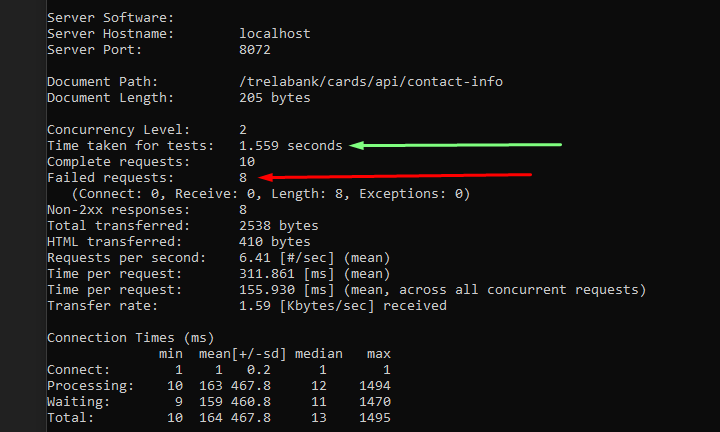 Server Software:
Server Hostname: localhost
Server Port: 8072
Document Path: /trelabank/cards/api/contact-info
Document Length: 205 bytes
Concurrency Level: 2
Time taken for tests: 1.559 seconds
Complete requests: 10
Failed requests: 8
(Connect: 0, Receive: 0, Length: 8, Exceptions: 0)
Non-2xx responses: 8
Total transferred: 2538 bytes
HTML transferred: 410 bytes
Requests per second: 6.41 [#/sec] (mean)
Time per request: 311.861 [ms] (mean)
Time per request: 155.930 [ms] (mean, across all concurrent requests)
Transfer rate: 1.59 [Kbytes/sec] received
Connection Times (ms)
min mean[+/-sd] median max
Connect: 1 1 0.2 1 1
Processing: 10 163 467.8 12 1494
Waiting: 9 159 460.8 11 1470
Total: 10 164 467.8 13 1495